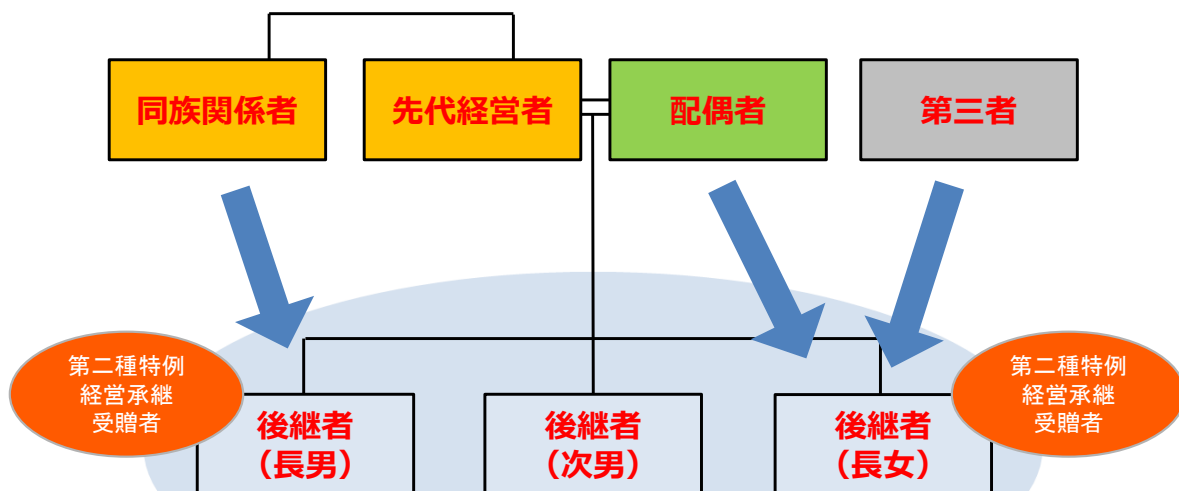 同族関係者
先代経営者
配偶者
第三者
第二種特例
経営承継
受贈者
後継者
（長男）
後継者
（次男）
後継者
（長女）
第二種特例
経営承継
受贈者